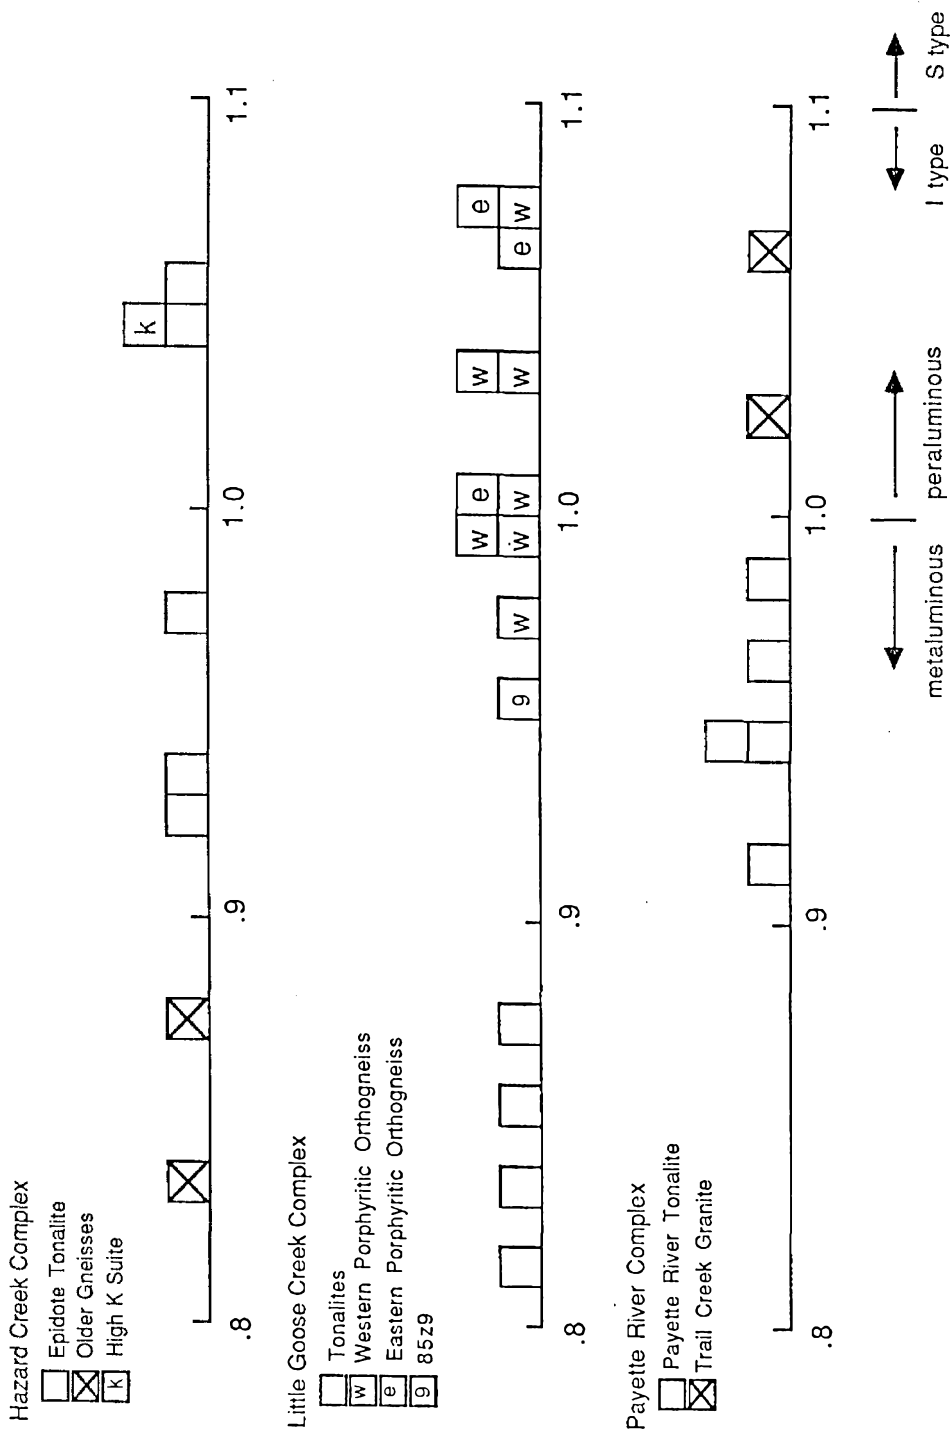 Hazard Creek Complex
Epidote Tonalite
Older Gneisses
k High K Suite
k
.8 .9 1.0 1.1
Little Goose Creek Complex
Tonalites
w Western Porphyritic Orthogneiss
e Eastern Porphyritic Orthogneiss
9 85z9
w e w e
9 w w w w e w
.8 .9 1.0 1.1
Payette River Complex
Payette River Tonalite
Trail Creek Granite
.8 .9 1.0 1.1
metaluminous peraluminous I type S type